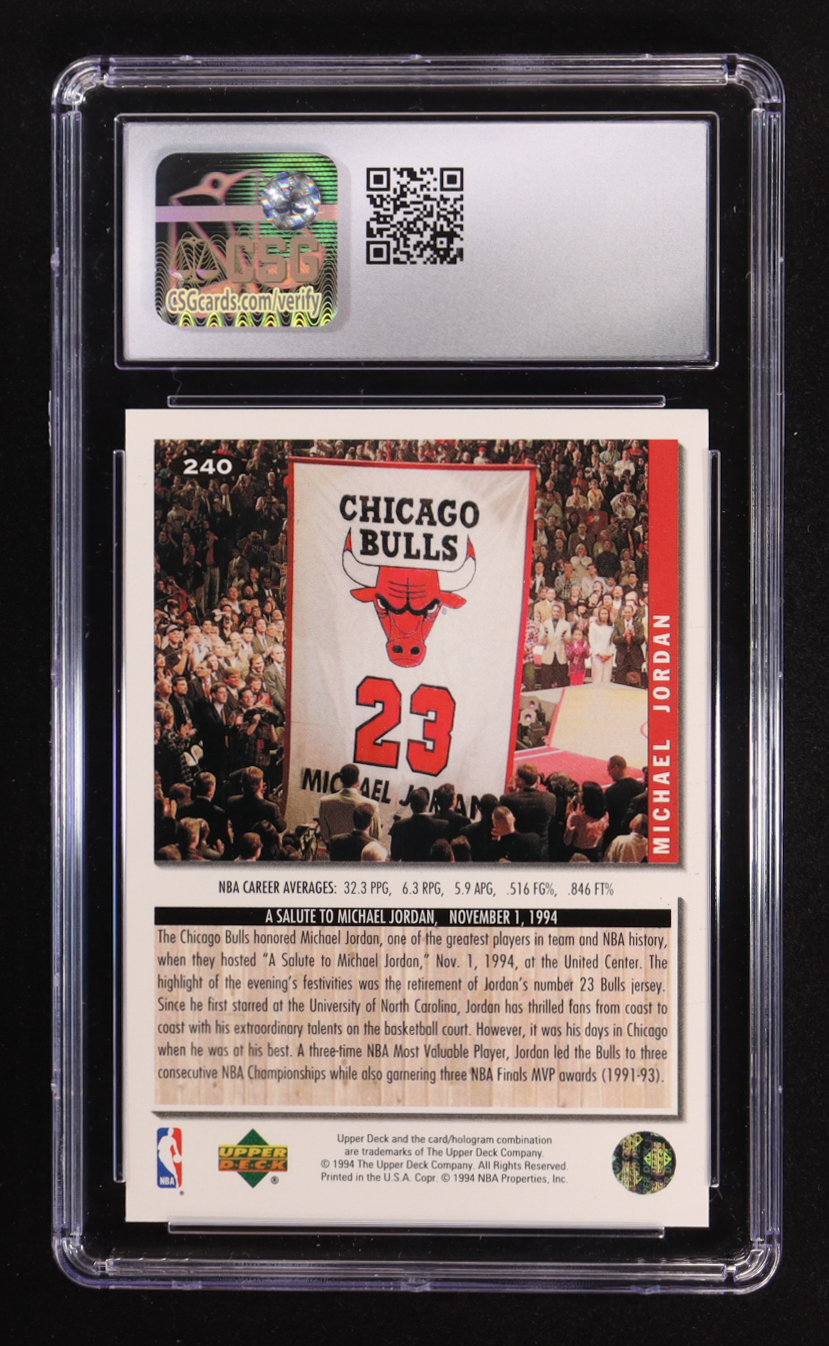 CSG
CSGcards.com/verify
240
CHICAGO
BULLS
23
MICHAEL JORDAN
MICHAEL JORDAN
NBA CAREER AVERAGES: 32.3 PPG, 6.3 RPG, 5.9 APG, .516 FG%, .846 FT%
A SALUTE TO MICHAEL JORDAN, NOVEMBER 1, 1994
The Chicago Bulls honored Michael Jordan, one of the greatest players in team and NBA history,
when they hosted "A Salute to Michael Jordan," Nov. 1, 1994, at the United Center. The
highlight of the evening's festivities was the retirement of Jordan's number 23 Bulls jersey.
Since he first starred at the University of North Carolina, Jordan has thrilled fans from coast to
coast with his extraordinary talents on the basketball court. However, it was his days in Chicago
when he was at his best. A three-time NBA Most Valuable Player, Jordan led the Bulls to three
consecutive NBA Championships while also garnering three NBA Finals MVP awards (1991-93).
NBA
®
UPPER
DECK
®
Upper Deck and the card/hologram combination
are trademarks of The Upper Deck Company.
© 1994 The Upper Deck Company. All Rights Reserved.
Printed in the U.S.A. Copr. © 1994 NBA Properties, Inc.